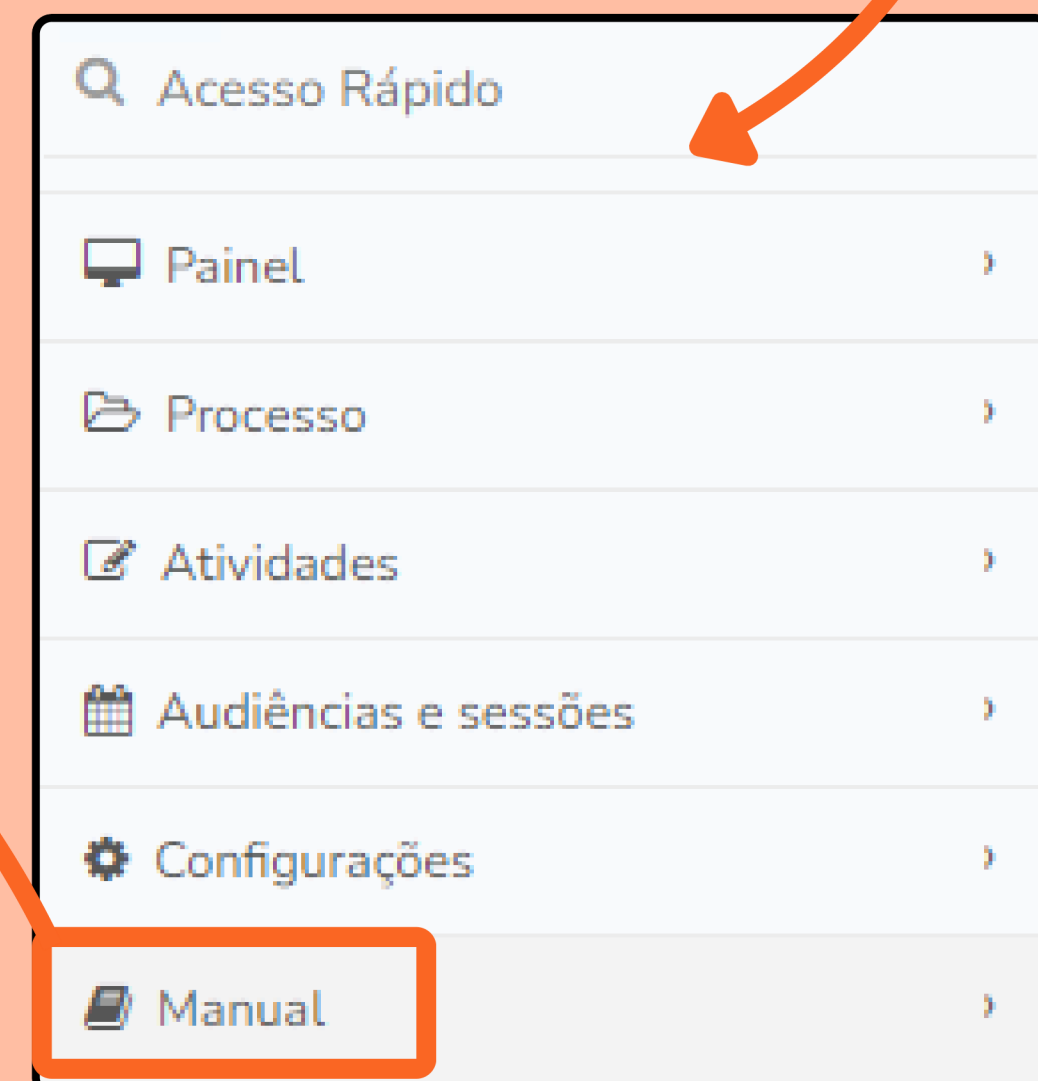 Acesso Rápido
Painel
Processo
Atividades
Audiências e sessões
Configurações
Manual